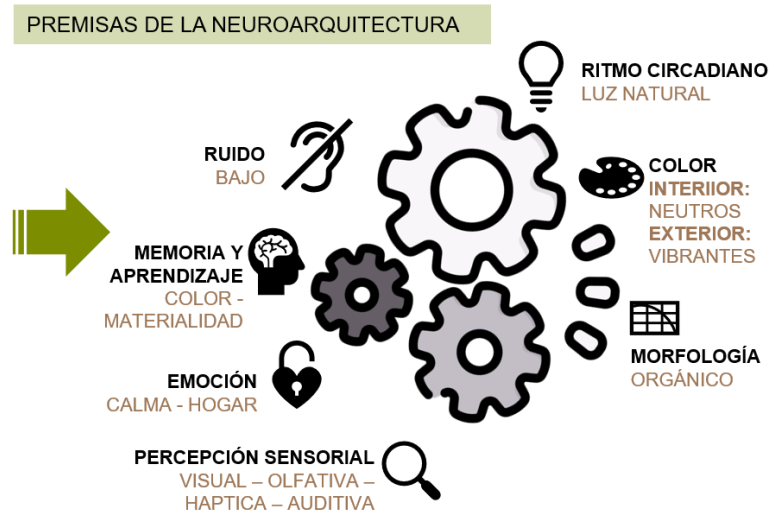 PREMISAS DE LA NEUROARQUITECTURA
RITMO CIRCADIANO
LUZ NATURAL
RUIDO
BAJO
COLOR
INTERIIOR:
NEUTROS
EXTERIOR:
VIBRANTES
MEMORIA Y
APRENDIZAJE
COLOR -
MATERIALIDAD
MORFOLOGÍA
ORGÁNICO
EMOCIÓN
CALMA - HOGAR
PERCEPCIÓN SENSORIAL
VISUAL – OLFATIVA –
HAPTICA – AUDITIVA